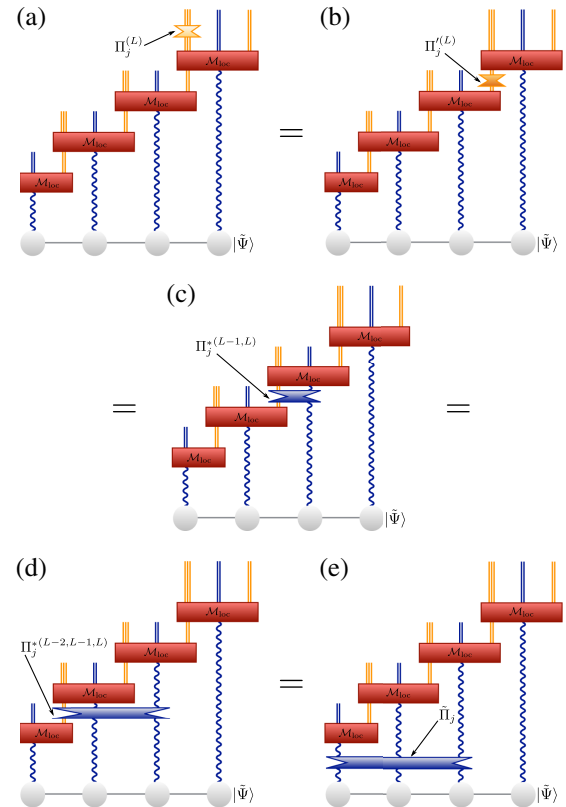 (a)
Π_j^{(L)}
ℳ_loc
ℳ_loc
ℳ_loc
ℳ_loc
|Ψ̃⟩
=
(b)
Π_j^{′(L)}
ℳ_loc
ℳ_loc
ℳ_loc
ℳ_loc
|Ψ̃⟩
(c)
Π_j^{*(L−1,L)}
ℳ_loc
ℳ_loc
ℳ_loc
ℳ_loc
|Ψ̃⟩
=
=
(d)
Π_j^{*(L−2,L−1,L)}
ℳ_loc
ℳ_loc
ℳ_loc
ℳ_loc
|Ψ̃⟩
=
(e)
Π̃_j
ℳ_loc
ℳ_loc
ℳ_loc
ℳ_loc
|Ψ̃⟩